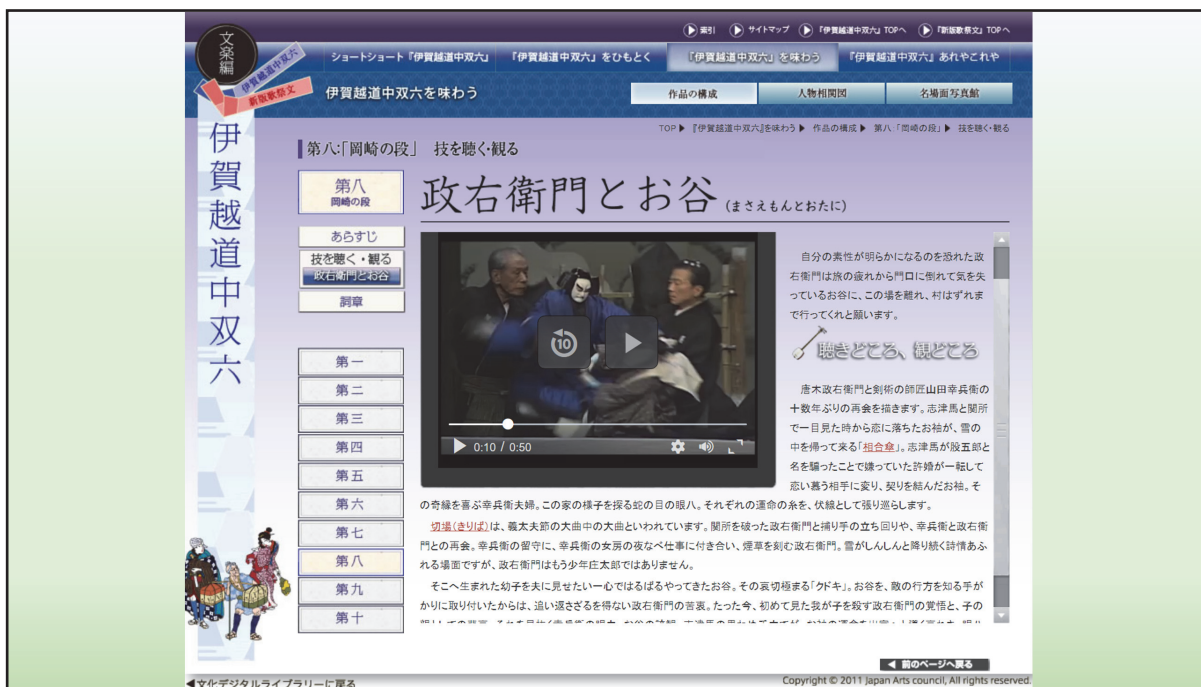 索引 サイトマップ 『伊賀越道中双六』TOPへ 『新版歌祭文』TOPへ
文楽編
伊賀越道中双六
新版歌祭文
ショートショート『伊賀越道中双六』 『伊賀越道中双六』をひもとく 『伊賀越道中双六』を味わう 『伊賀越道中双六』あれやこれや
伊賀越道中双六を味わう
作品の構成 人物相関図 名場面写真館
TOP▶ 『伊賀越道中双六』を味わう▶ 作品の構成▶ 第八:「岡崎の段」▶ 技を聴く・観る
伊賀越道中双六
第八:「岡崎の段」 技を聴く・観る
第八
岡崎の段
あらすじ
技を聴く・観る
政右衛門とお谷
詞章
第一
第二
第三
第四
第五
第六
第七
第八
第九
第十
政右衛門とお谷(まさえもんとおたに)
10
0:10 / 0:50
自分の素性が明らかになるのを恐れた政
右衛門は旅の疲れから門口に倒れて気を失
っているお谷に、この場を離れ、村はずれま
で行ってくれと願います。
聴きどころ、観どころ
唐木政右衛門と剣術の師匠山田幸兵衛の
十数年ぶりの再会を描きます。志津馬と関所
で一目見た時から恋に落ちたお袖が、雪の
中を帰って来る「相合傘」。志津馬が股五郎と
名を騙ったことで嫌っていた許婚が一転して
恋い慕う相手に変り、契りを結んだお袖。そ
の奇縁を喜ぶ幸兵衛夫婦。この家の様子を探る蛇の目の眼八。それぞれの運命の糸を、伏線として張り巡らします。
切場(きりば)は、義太夫節の大曲中の大曲といわれています。関所を破った政右衛門と捕り手の立ち回りや、幸兵衛と政右衛
門との再会。幸兵衛の留守に、幸兵衛の女房の夜なべ仕事に付き合い、煙草を刻む政右衛門。雪がしんしんと降り続く詩情あふ
れる場面ですが、政右衛門はもう少年庄太郎ではありません。
そこへ生まれた幼子を夫に見せたい一心ではるばるやってきたお谷。その哀切極まる「クドキ」。お谷を、敵の行方を知る手が
かりに取り付いたからは、追い返さざるを得ない政右衛門の苦衷。たった今、初めて見た我が子を殺す政右衛門の覚悟と、子の
◀ 前のページへ戻る
◀文化デジタルライブラリーに戻る
Copyright © 2011 Japan Arts council, All rights reserved.